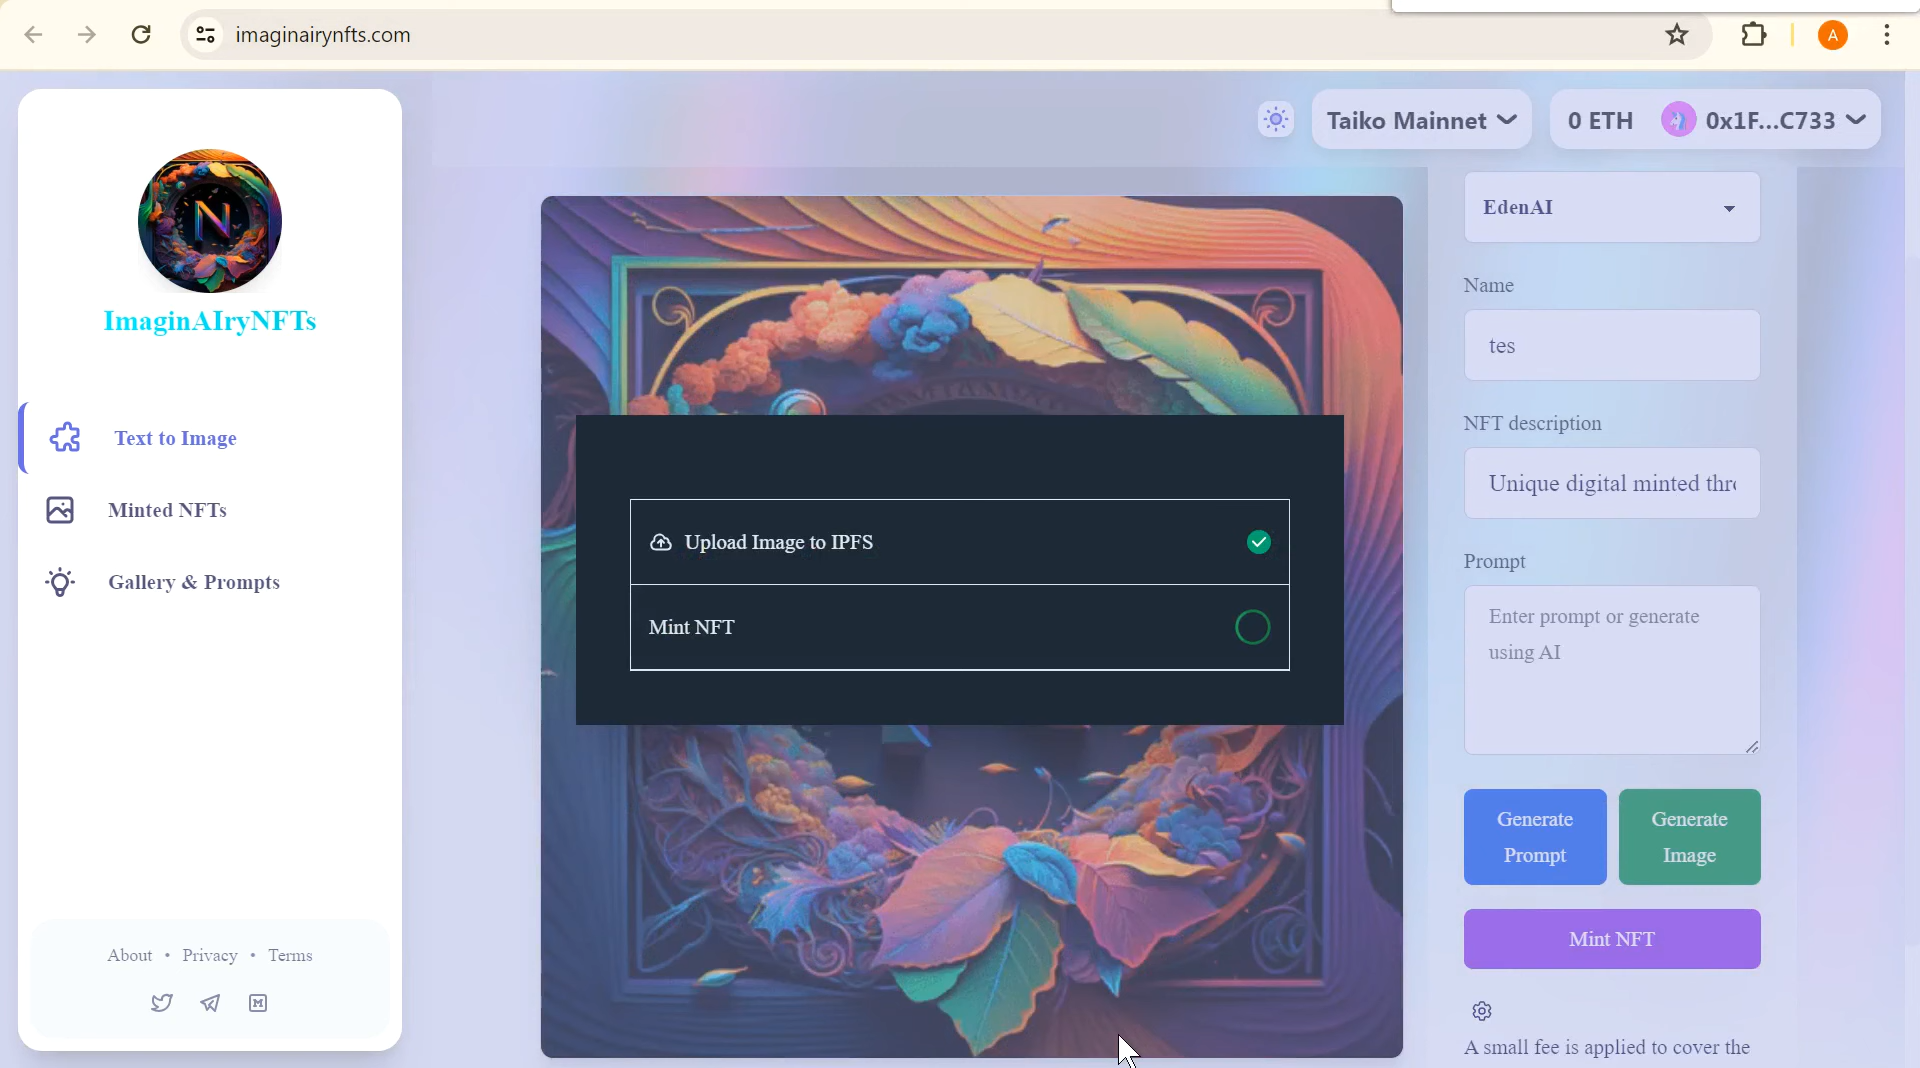 imaginairynfts.com
A
Taiko Mainnet
0 ETH
0x1F...C733
N
ImaginAIryNFTs
Text to Image
Minted NFTs
Gallery & Prompts
About • Privacy • Terms
Upload Image to IPFS
Mint NFT
EdenAI
Name
tes
NFT description
Unique digital minted thr
Prompt
Enter prompt or generate
using AI
Generate
Prompt
Generate
Image
Mint NFT
A small fee is applied to cover the